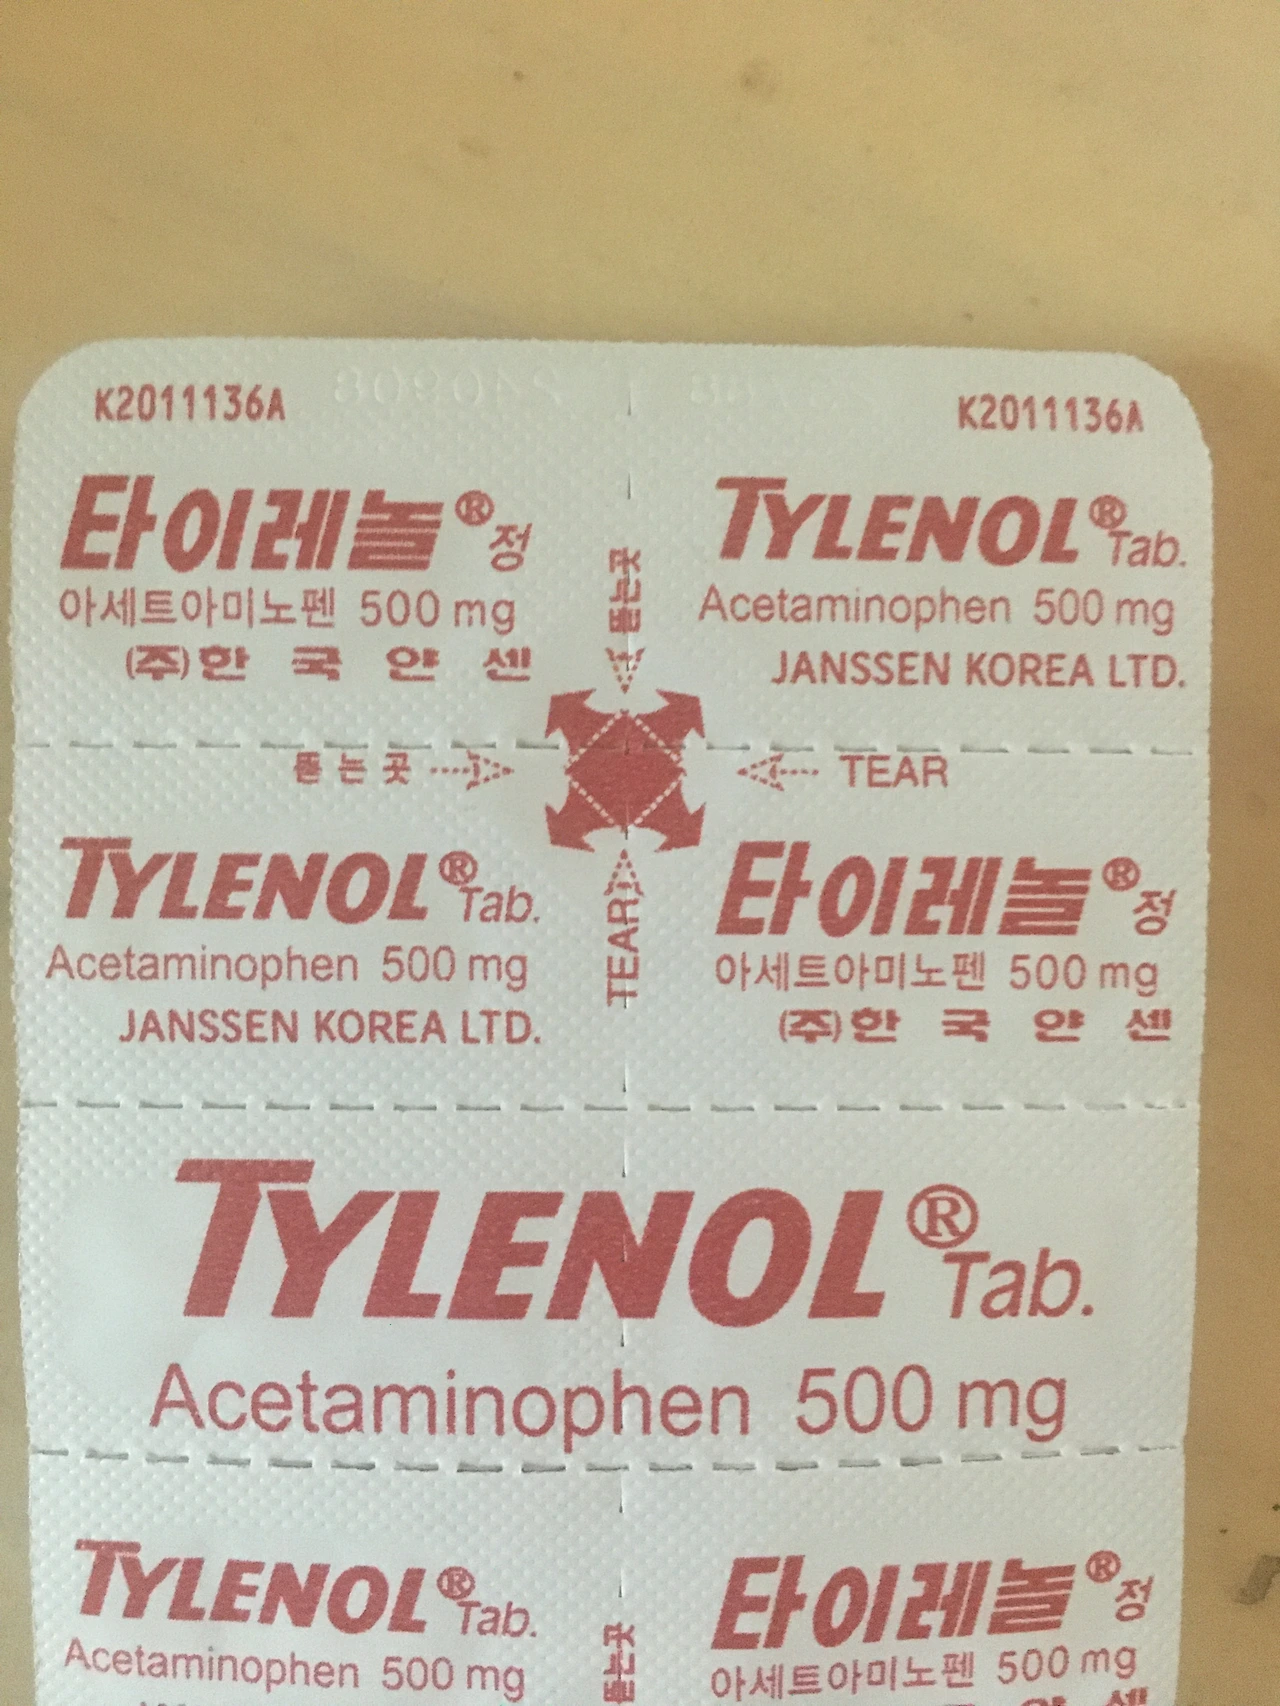 K2011136A
K2011136A
타이레놀® 정
아세트아미노펜 500 mg
(주)한국얀센
TYLENOL® Tab.
Acetaminophen 500 mg
JANSSEN KOREA LTD.
뜯는곳
뜯는곳
TEAR
TEAR
TYLENOL® Tab.
Acetaminophen 500 mg
JANSSEN KOREA LTD.
타이레놀® 정
아세트아미노펜 500 mg
(주)한국얀센
TYLENOL® Tab.
Acetaminophen 500 mg
TYLENOL® Tab.
Acetaminophen 500 mg
타이레놀® 정
아세트아미노펜 500 mg
뜯는곳